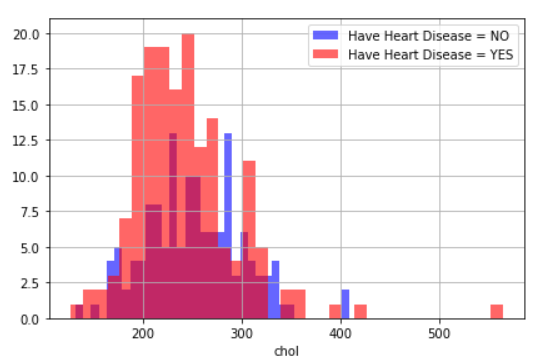 Have Heart Disease = NO
Have Heart Disease = YES
20.0
17.5
15.0
12.5
10.0
7.5
5.0
2.5
0.0
200 300 400 500
chol